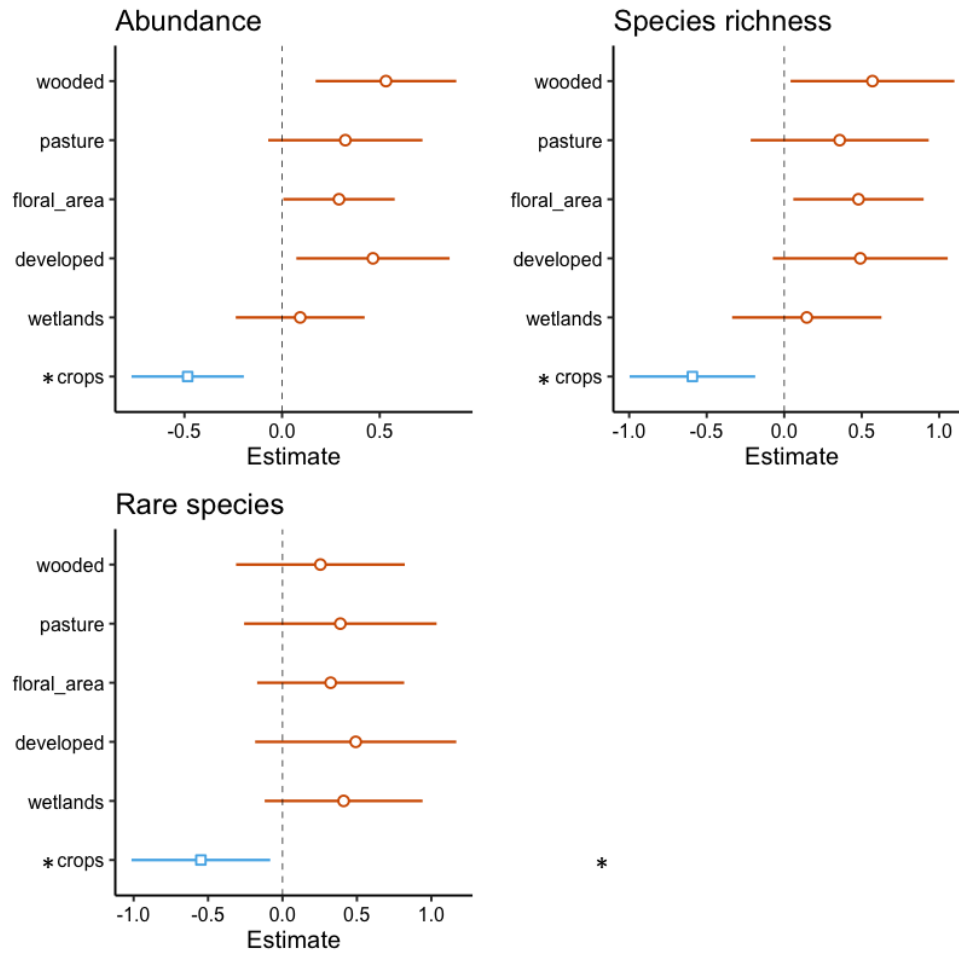 Abundance
wooded
pasture
floral_area
developed
wetlands
* crops
-0.5 0.0 0.5
Estimate
Species richness
wooded
pasture
floral_area
developed
wetlands
* crops
-1.0 -0.5 0.0 0.5 1.0
Estimate
Rare species
wooded
pasture
floral_area
developed
wetlands
* crops
-1.0 -0.5 0.0 0.5 1.0
Estimate
*